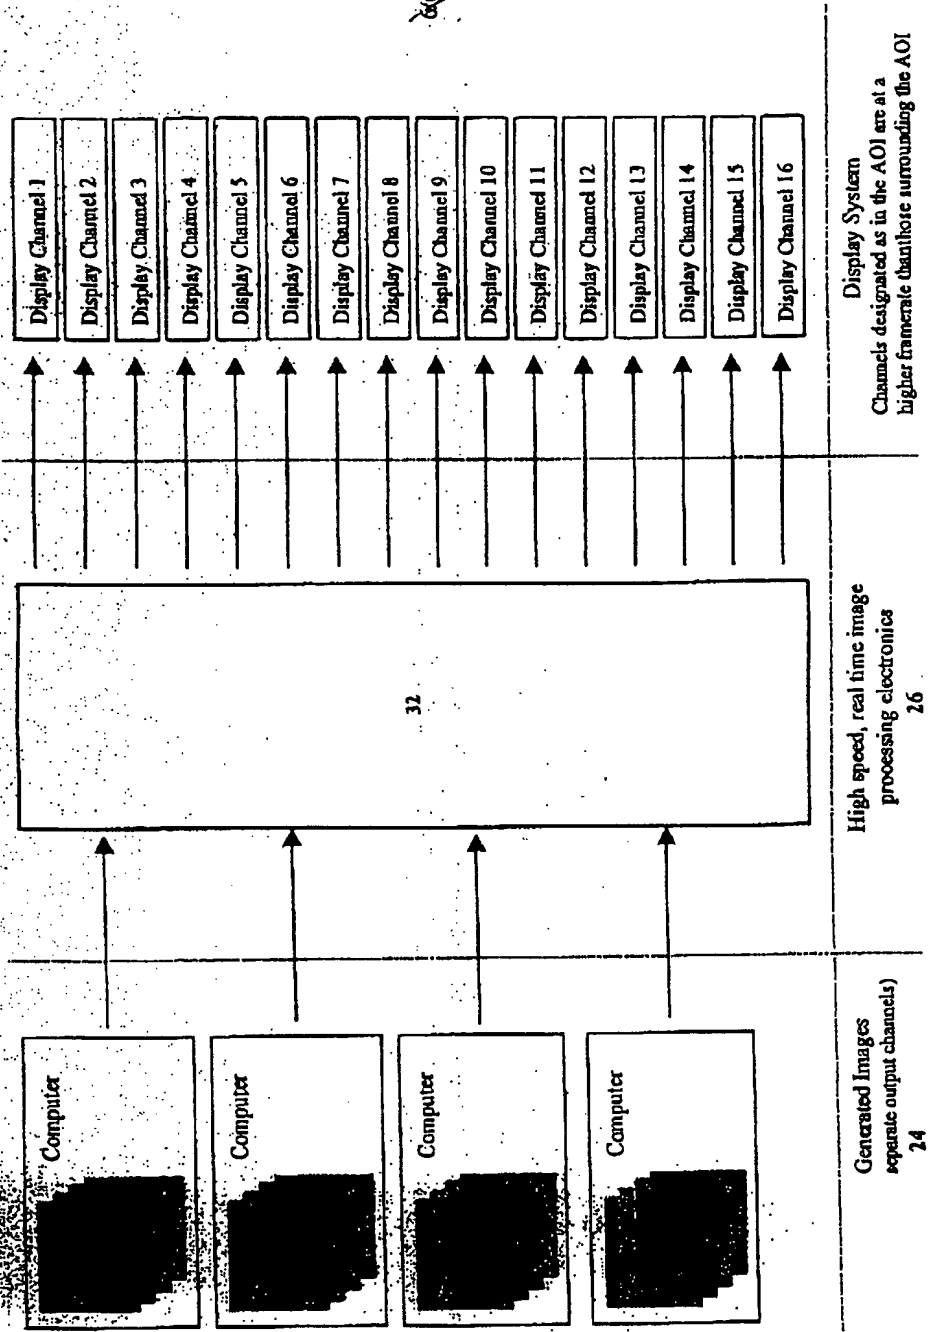 Computer
Computer
Computer
Computer
Generated Images
separate output channels)
24
32
High speed, real time image
processing electronics
26
Display Channel 1
Display Channel 2
Display Channel 3
Display Channel 4
Display Channel 5
Display Channel 6
Display Channel 7
Display Channel 8
Display Channel 9
Display Channel 10
Display Channel 11
Display Channel 12
Display Channel 13
Display Channel 14
Display Channel 15
Display Channel 16
Display System
Channels designated as in the AOI are at a
higher framerate thanthose surrounding the AOI